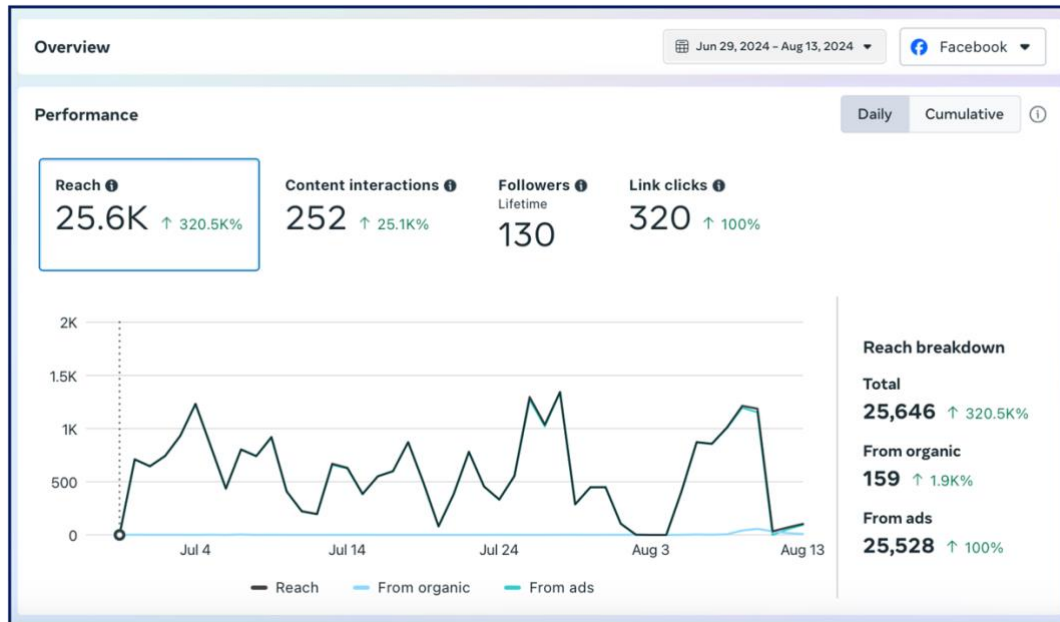 Overview
Jun 29, 2024 – Aug 13, 2024
Facebook
Performance
Daily
Cumulative
Reach
25.6K ↑ 320.5K%
Content interactions
252 ↑ 25.1K%
Followers
Lifetime
130
Link clicks
320 ↑ 100%
2K
1.5K
1K
500
0
Jul 4
Jul 14
Jul 24
Aug 3
Aug 13
Reach
From organic
From ads
Reach breakdown
Total
25,646 ↑ 320.5K%
From organic
159 ↑ 1.9K%
From ads
25,528 ↑ 100%